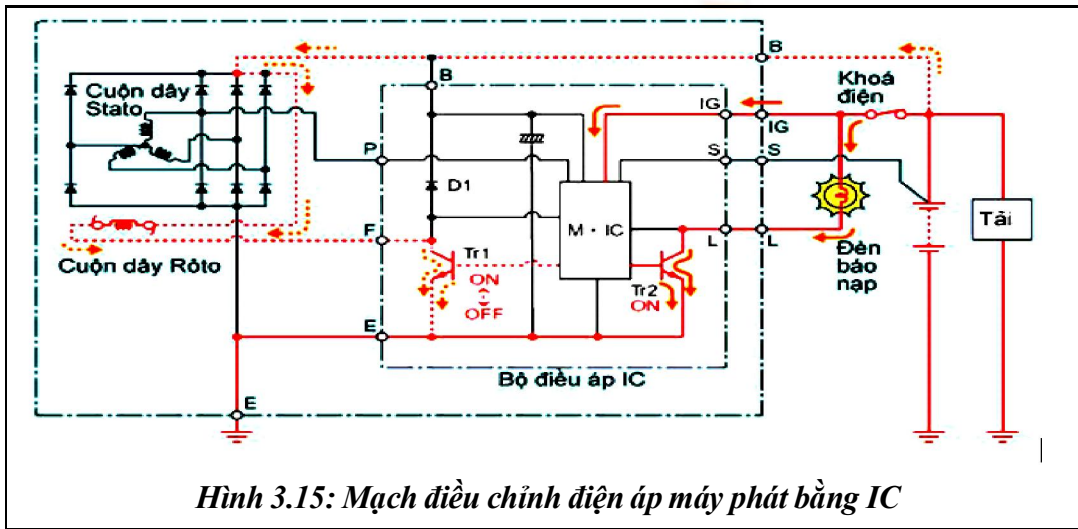 B
Cuộn dây
Stato
B
Khoá
điện
IG
IG
P
S
S
D1
M · IC
Tải
F
L
L
Cuộn dây Rôto
Tr1
ON
OFF
Tr2
ON
Đèn
báo
nạp
E
Bộ điều áp IC
E
Hình 3.15: Mạch điều chỉnh điện áp máy phát bằng IC